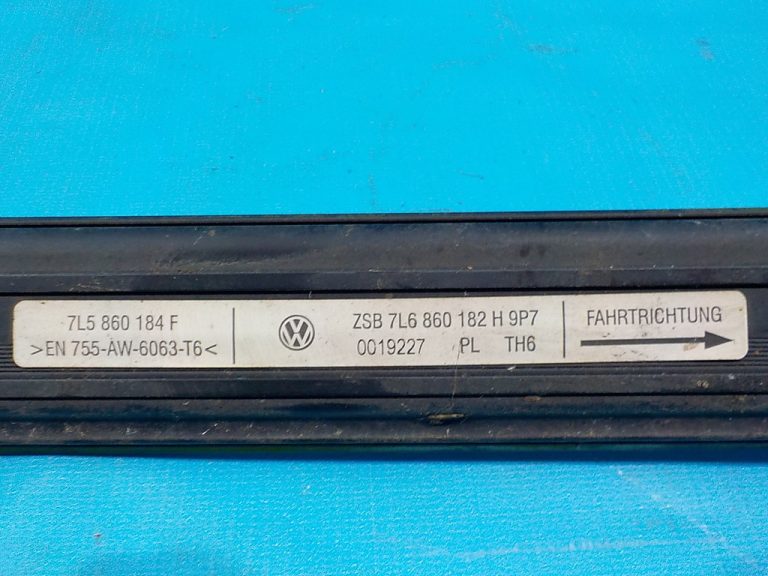 7L5 860 184 F
>EN 755-AW-6063-T6<
ZSB 7L6 860 182 H 9P7
0019227 PL TH6
FAHRTRICHTUNG